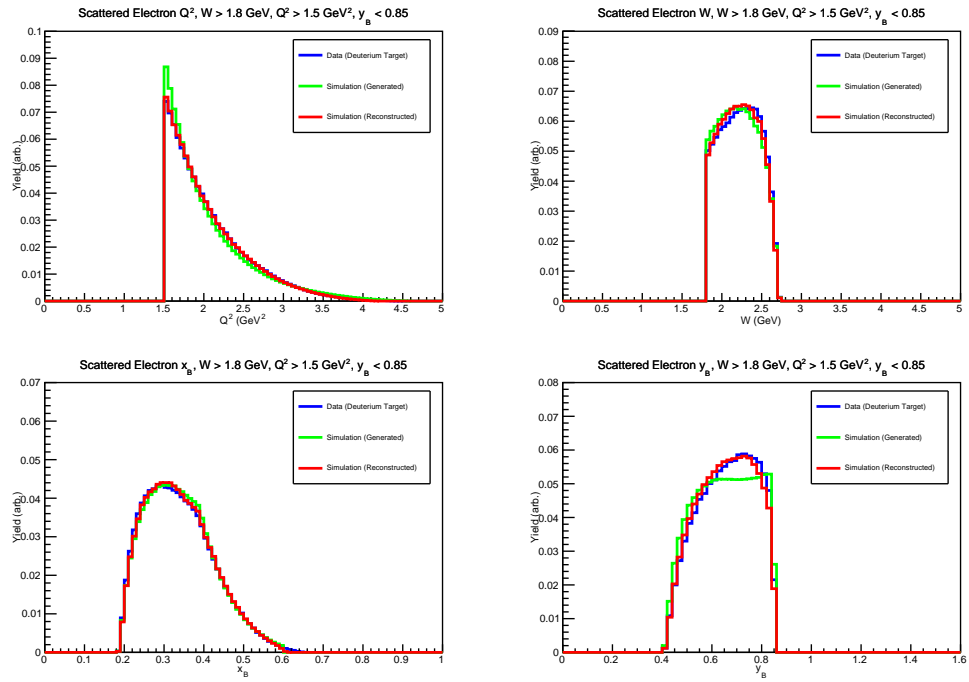 Scattered Electron Q², W > 1.8 GeV, Q² > 1.5 GeV², y_B < 0.85
0.1
0.09
0.08
0.07
0.06
0.05
0.04
0.03
0.02
0.01
0
Yield (arb.)
Data (Deuterium Target)
Simulation (Generated)
Simulation (Reconstructed)
0 0.5 1 1.5 2 2.5 3 3.5 4 4.5 5
Q² (GeV²
Scattered Electron W, W > 1.8 GeV, Q² > 1.5 GeV², y_B < 0.85
0.09
0.08
0.07
0.06
0.05
0.04
0.03
0.02
0.01
0
Yield (arb.)
Data (Deuterium Target)
Simulation (Generated)
Simulation (Reconstructed)
0 0.5 1 1.5 2 2.5 3 3.5 4 4.5 5
W (GeV)
Scattered Electron x_B, W > 1.8 GeV, Q² > 1.5 GeV², y_B < 0.85
0.07
0.06
0.05
0.04
0.03
0.02
0.01
0
Yield (arb.)
Data (Deuterium Target)
Simulation (Generated)
Simulation (Reconstructed)
0 0.1 0.2 0.3 0.4 0.5 0.6 0.7 0.8 0.9 1
x_B
Scattered Electron y_B, W > 1.8 GeV, Q² > 1.5 GeV², y_B < 0.85
0.08
0.07
0.06
0.05
0.04
0.03
0.02
0.01
0
Yield (arb.)
Data (Deuterium Target)
Simulation (Generated)
Simulation (Reconstructed)
0 0.2 0.4 0.6 0.8 1 1.2 1.4 1.6
y_B